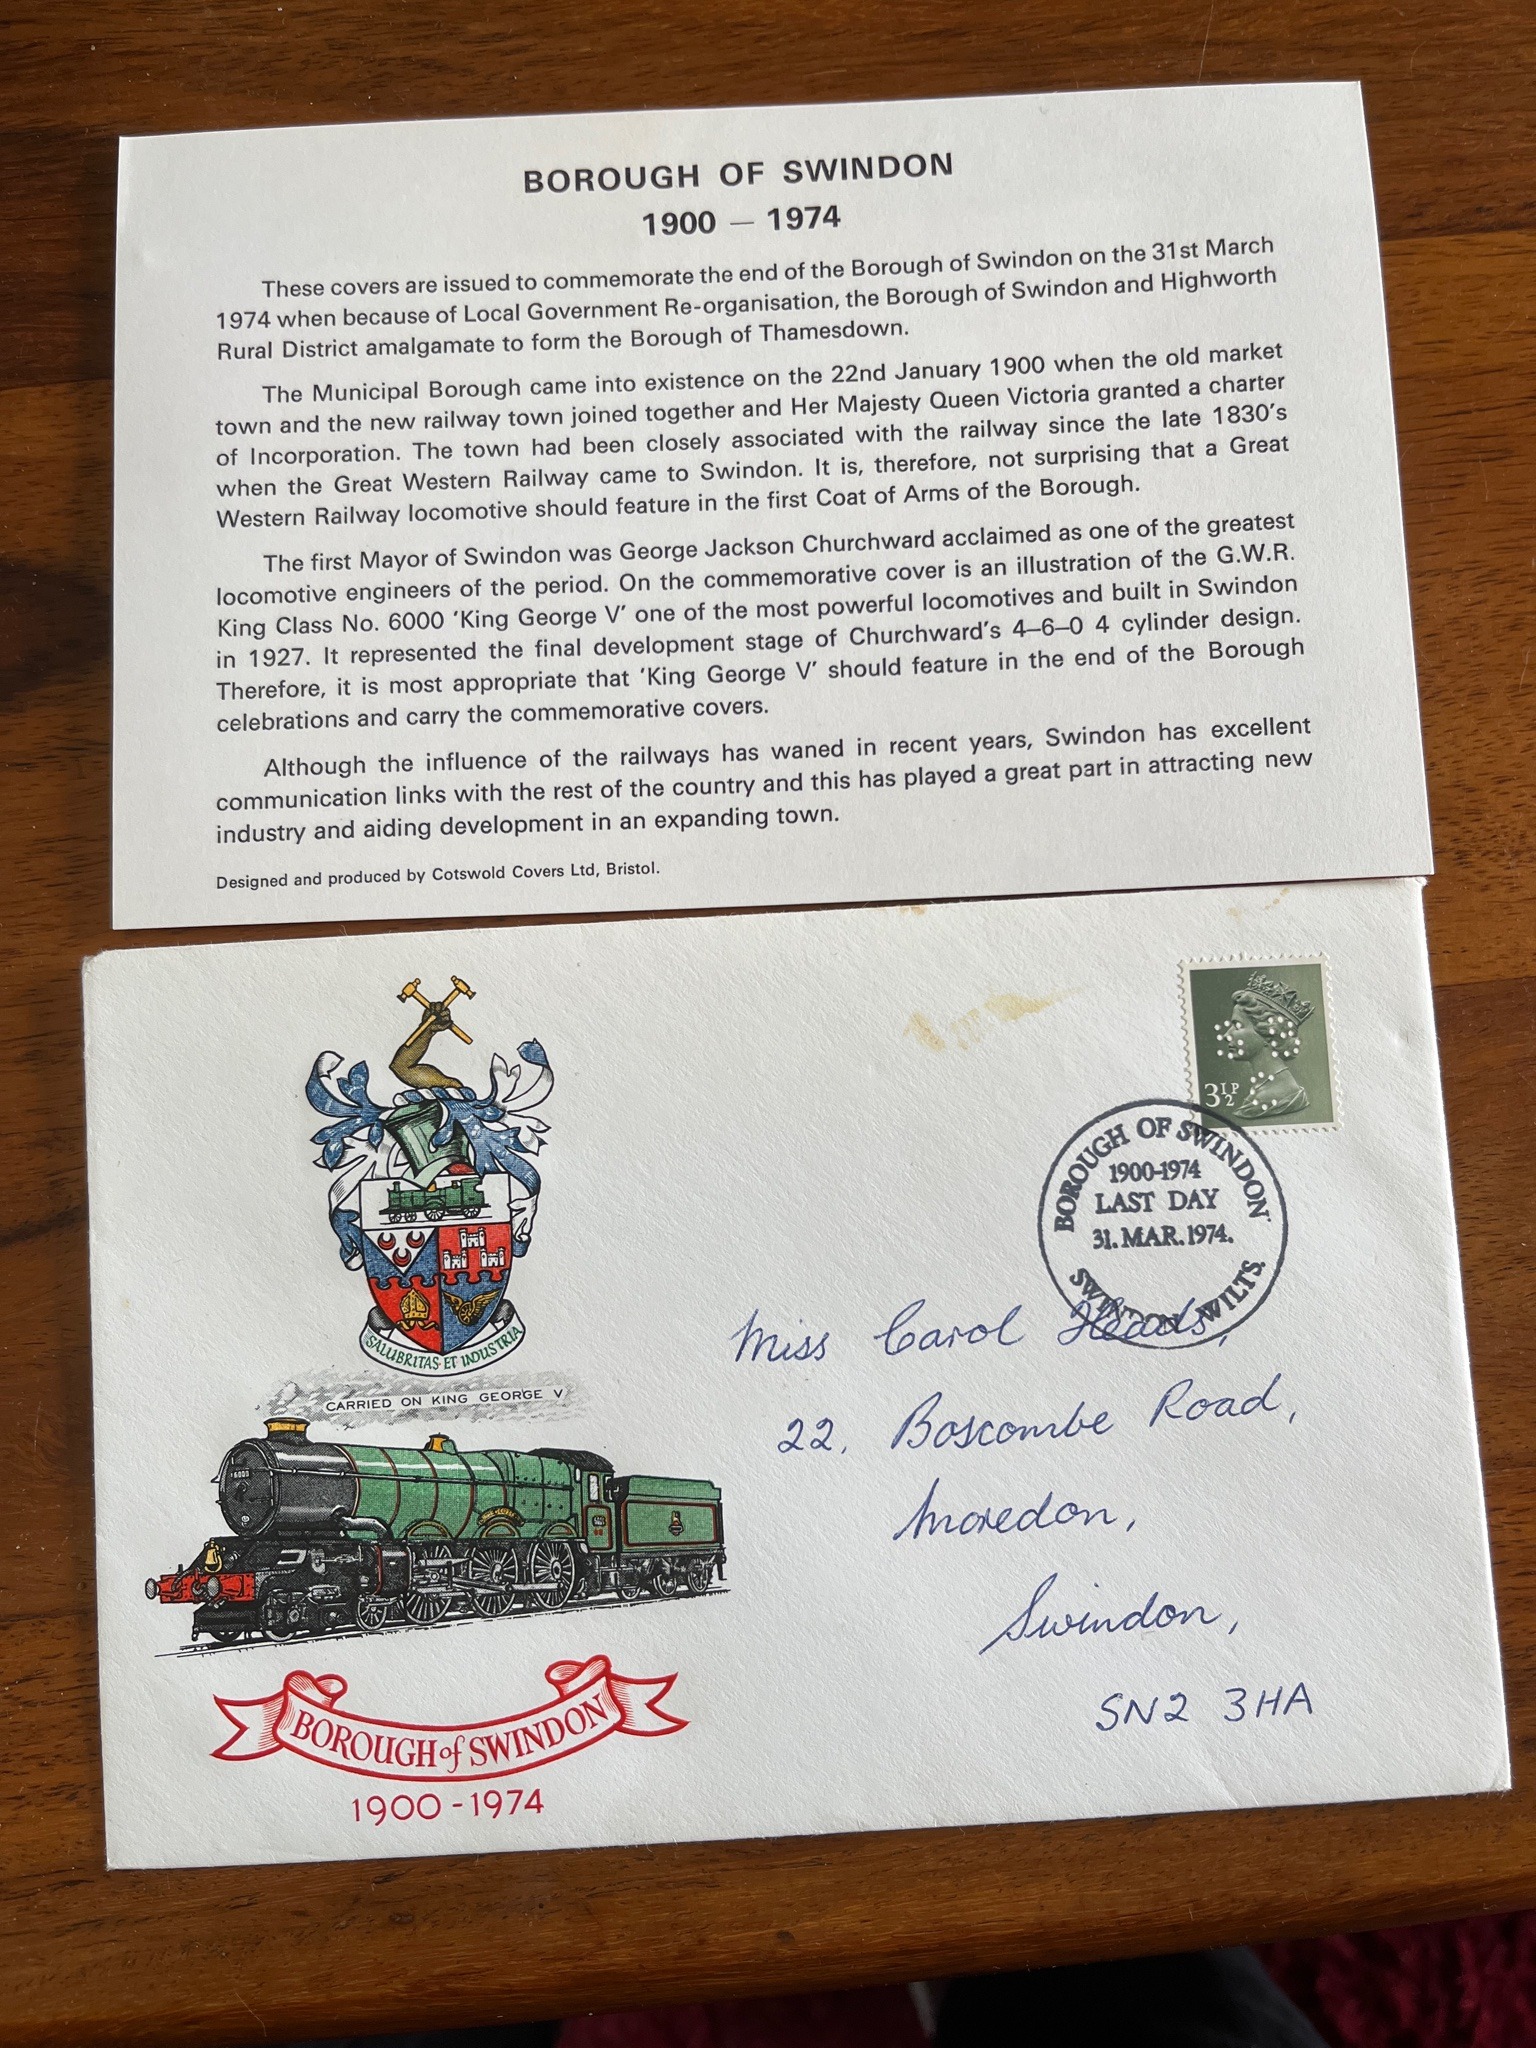 BOROUGH OF SWINDON
1900 — 1974
These covers are issued to commemorate the end of the Borough of Swindon on the 31st March
1974 when because of Local Government Re-organisation, the Borough of Swindon and Highworth
Rural District amalgamate to form the Borough of Thamesdown.
The Municipal Borough came into existence on the 22nd January 1900 when the old market
town and the new railway town joined together and Her Majesty Queen Victoria granted a charter
of Incorporation. The town had been closely associated with the railway since the late 1830's
when the Great Western Railway came to Swindon. It is, therefore, not surprising that a Great
Western Railway locomotive should feature in the first Coat of Arms of the Borough.
The first Mayor of Swindon was George Jackson Churchward acclaimed as one of the greatest
locomotive engineers of the period. On the commemorative cover is an illustration of the G.W.R.
King Class No. 6000 'King George V' one of the most powerful locomotives and built in Swindon
in 1927. It represented the final development stage of Churchward's 4–6–0 4 cylinder design.
Therefore, it is most appropriate that 'King George V' should feature in the end of the Borough
celebrations and carry the commemorative covers.
Although the influence of the railways has waned in recent years, Swindon has excellent
communication links with the rest of the country and this has played a great part in attracting new
industry and aiding development in an expanding town.
Designed and produced by Cotswold Covers Ltd, Bristol.
3½P
BOROUGH OF SWINDON
1900-1974
LAST DAY
31. MAR. 1974.
SWINDON WILTS.
SALUBRITAS ET INDUSTRIA
CARRIED ON KING GEORGE V
6000
Miss Carol Heads,
22, Boscombe Road,
Moredon,
Swindon,
SN2 3HA
BOROUGH of SWINDON
1900 - 1974